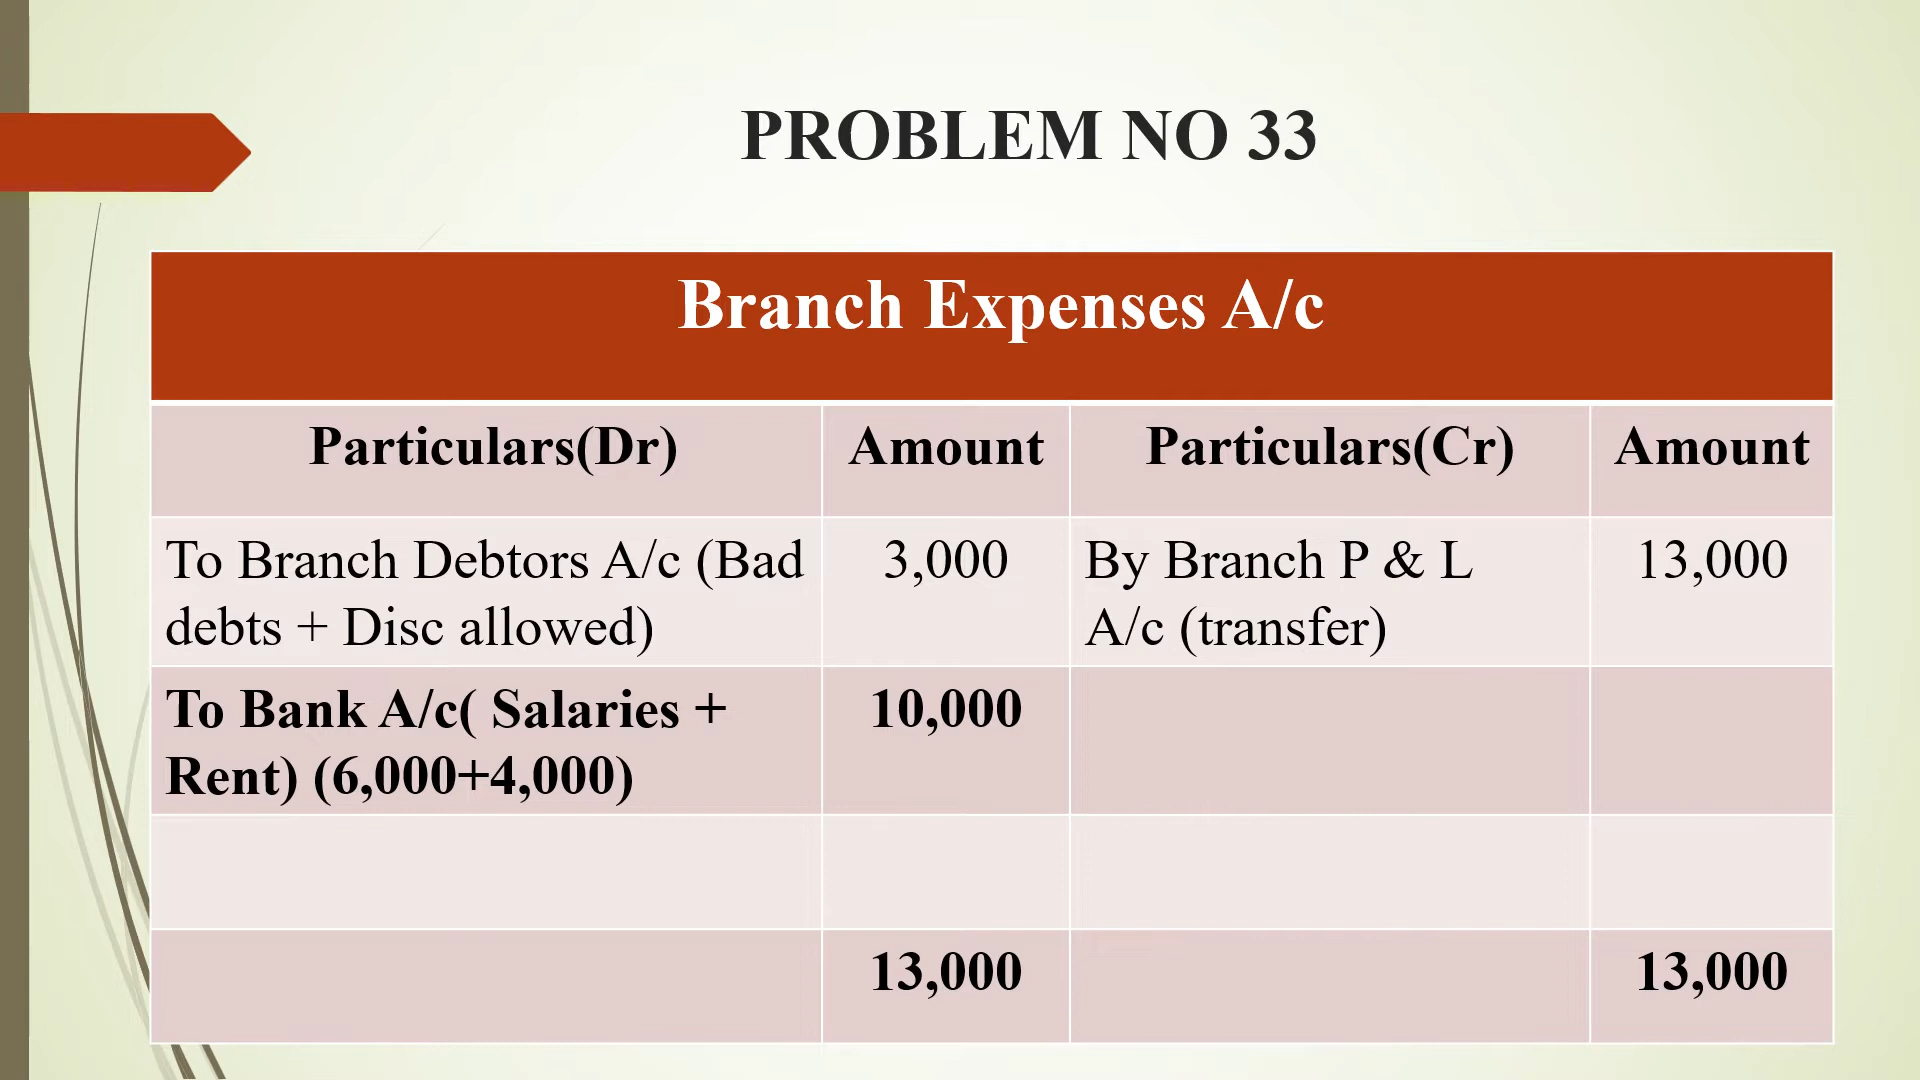 PROBLEM NO 33
Branch Expenses A/c
Particulars(Dr) Amount Particulars(Cr) Amount
To Branch Debtors A/c (Bad 3,000 By Branch P & L 13,000
debts + Disc allowed) A/c (transfer)
To Bank A/c( Salaries + 10,000
Rent) (6,000+4,000)
13,000 13,000